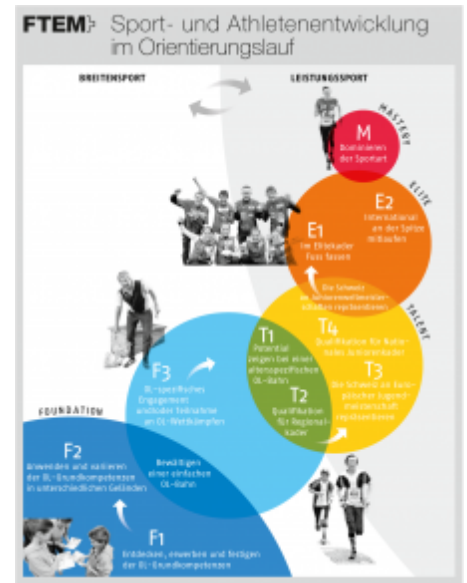 FTEM
Sport- und Athletenentwicklung
im Orientierungslauf
BREITENSPORT
LEISTUNGSSPORT
MASTERY
M
Dominieren
der Sportart
ELITE
E2
International
an der Spitze
mitlaufen
E1
Im Elitekader
Fuss fassen
Die Schweiz
repräsentieren
TALENT
T4
Qualifikation für Natio-
nales Juniorenkader
T3
Die Schweiz an Euro-
päischer Jugend-
meisterschaft
repräsentieren
T1
Potential
zeigen bei einer
altersspezifischen
OL-Bahn
T2
Qualifikation
für Regional-
kader
F3
OL-spezifisches
Engagement
und/oder Teilnahme
an OL-Wettkämpfen
FOUNDATION
F2
Anwenden und variieren
der OL-Grundkompetenzen
in unterschiedlichen Geländen
Bewältigen
einer einfachen
OL-Bahn
F1
Entdecken, erwerben und festigen
der OL-Grundkompetenzen